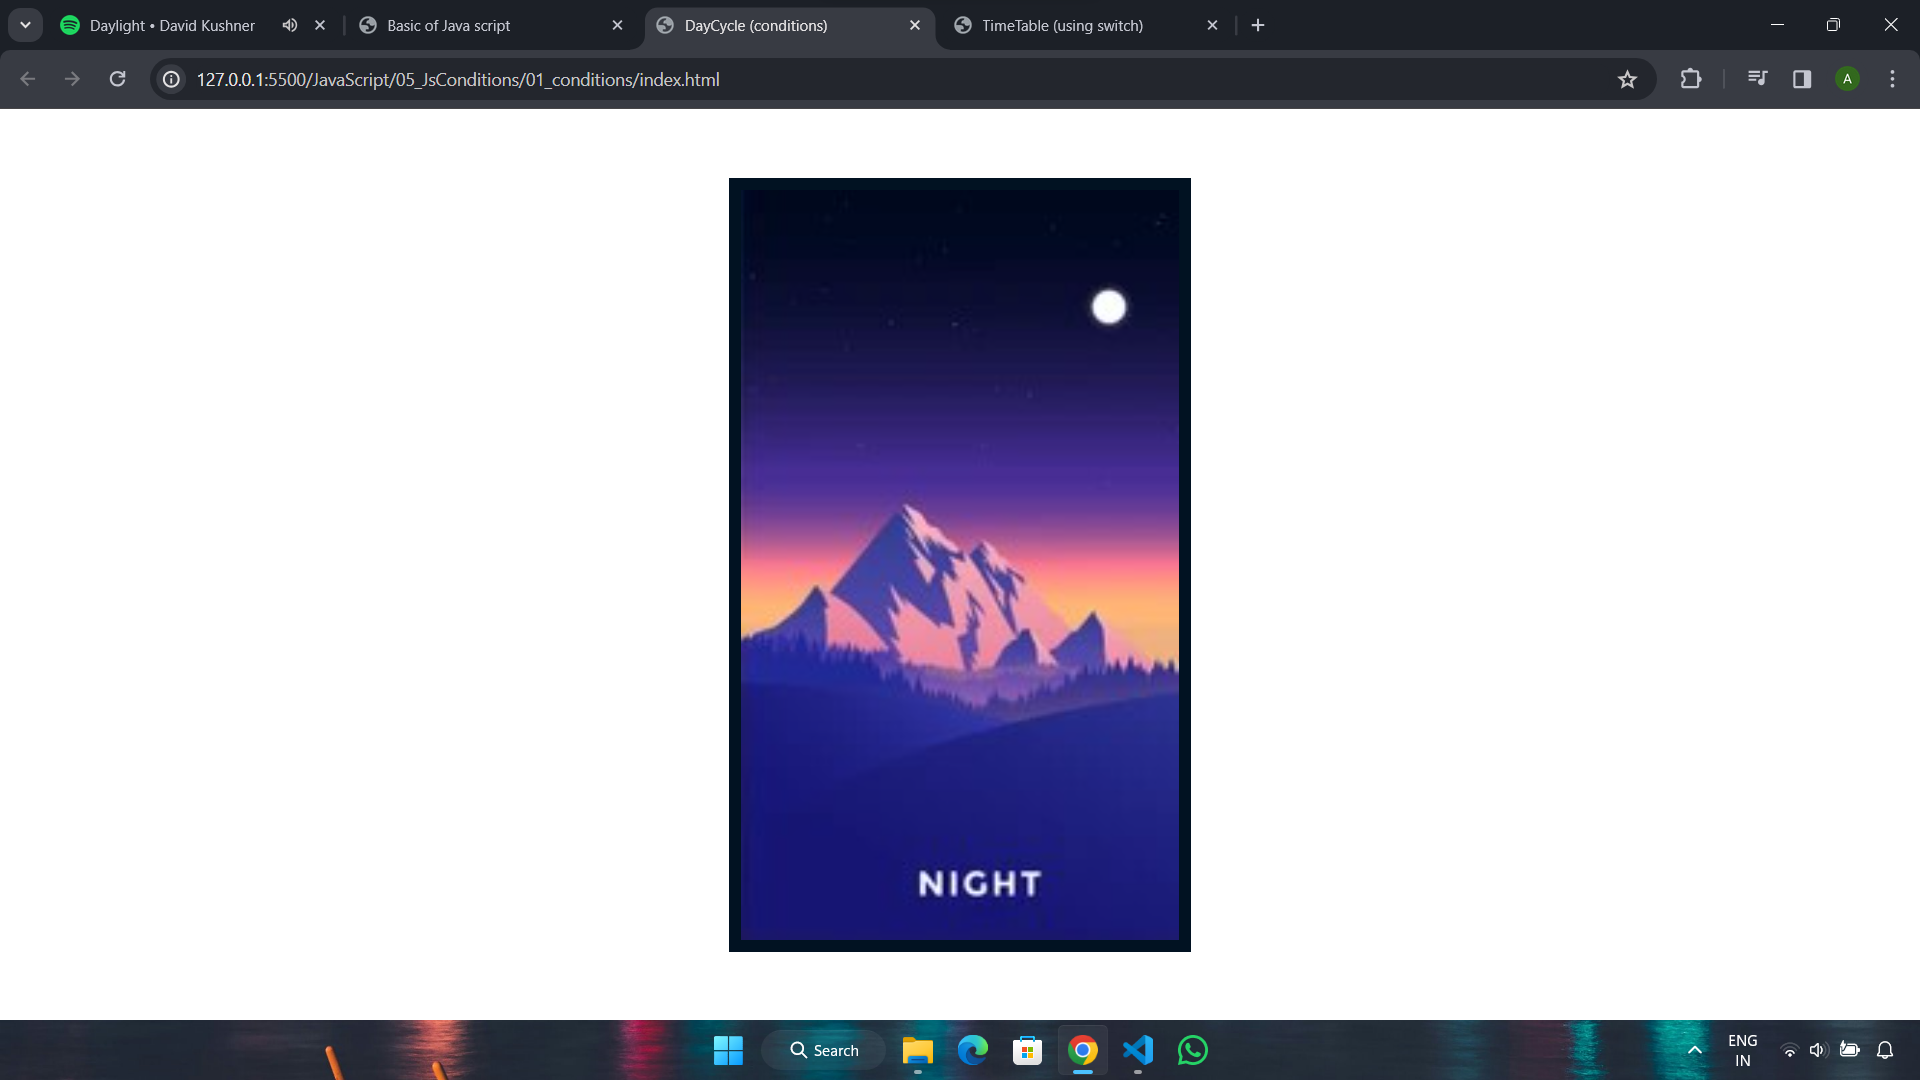 Daylight • David Kushner
Basic of Java script
DayCycle (conditions)
TimeTable (using switch)
127.0.0.1:5500/JavaScript/05_JsConditions/01_conditions/index.html
A
NIGHT
Search
ENG
IN